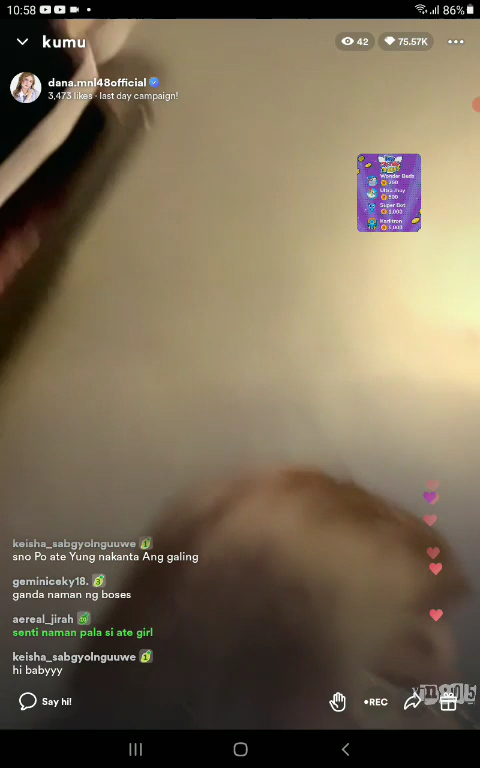 10:58
86%
kumu
42
75.57K
dana.mnl48official
3,473 likes · last day campaign!
Wonder Beds
Super Bot
keisha_sabgyolnguuwe
sno Po ate Yung nakanta Ang galing
geminiceky18.
ganda naman ng boses
aereal_jirah
senti naman pala si ate girl
keisha_sabgyolnguuwe
hi babyyy
Say hi!
•REC